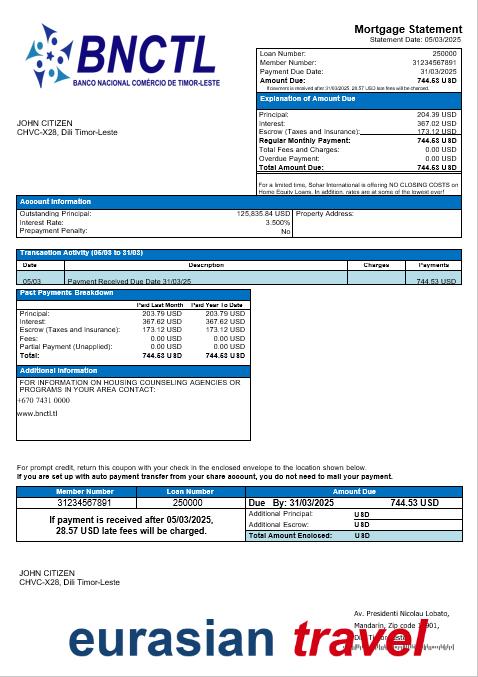 BNCTL
BANCO NACIONAL COMÉRCIO DE TIMOR-LESTE
Mortgage Statement
Statement Date: 05/03/2025
Loan Number: 250000
Member Number: 31234567891
Payment Due Date: 31/03/2025
Amount Due: 744.53 USD
If payment is received after 05/03/2025, 28.57 USD late fees will be charged.
Explanation of Amount Due
Principal: 204.39 USD
Interest: 367.02 USD
Escrow (Taxes and Insurance): 173.12 USD
Regular Monthly Payment: 744.53 USD
Total Fees and Charges: 0.00 USD
Overdue Payment: 0.00 USD
Total Amount Due: 744.53 USD
For a limited time, Sohar International is offering NO CLOSING COSTS on
Home Equity Loans. In addition, rates are at some of the lowest ever!
JOHN CITIZEN
CHVC-X28, Dili Timor-Leste
Account Information
Outstanding Principal: 125,835.84 USD Property Address:
Interest Rate: 3.500%
Prepayment Penalty: No
Transaction Activity (05/03 to 31/03)
Date Description Charges Payments
05/03 Payment Received Due Date 31/03/25 744.53 USD
Past Payments Breakdown
Paid Last Month Paid Year To Date
Principal: 203.79 USD 203.79 USD
Interest: 367.62 USD 367.62 USD
Escrow (Taxes and Insurance): 173.12 USD 173.12 USD
Fees: 0.00 USD 0.00 USD
Partial Payment (Unapplied): 0.00 USD 0.00 USD
Total: 744.53 USD 744.53 USD
Additional Information
FOR INFORMATION ON HOUSING COUNSELING AGENCIES OR
PROGRAMS IN YOUR AREA CONTACT:
+670 7431 0000
www.bnctl.tl
For prompt credit, return this coupon with your check in the enclosed envelope to the location shown below.
If you are set up with auto payment transfer from your share account, you do not need to mail your payment.
Member Number Loan Number Amount Due
31234567891 250000 Due By: 31/03/2025 744.53 USD
If payment is received after 05/03/2025,
28.57 USD late fees will be charged.
Additional Principal: USD
Additional Escrow: USD
Total Amount Enclosed: USD
JOHN CITIZEN
CHVC-X28, Dili Timor-Leste
Av. Presidenti Nicolau Lobato,
Mandarin, Zip code
eurasian travel